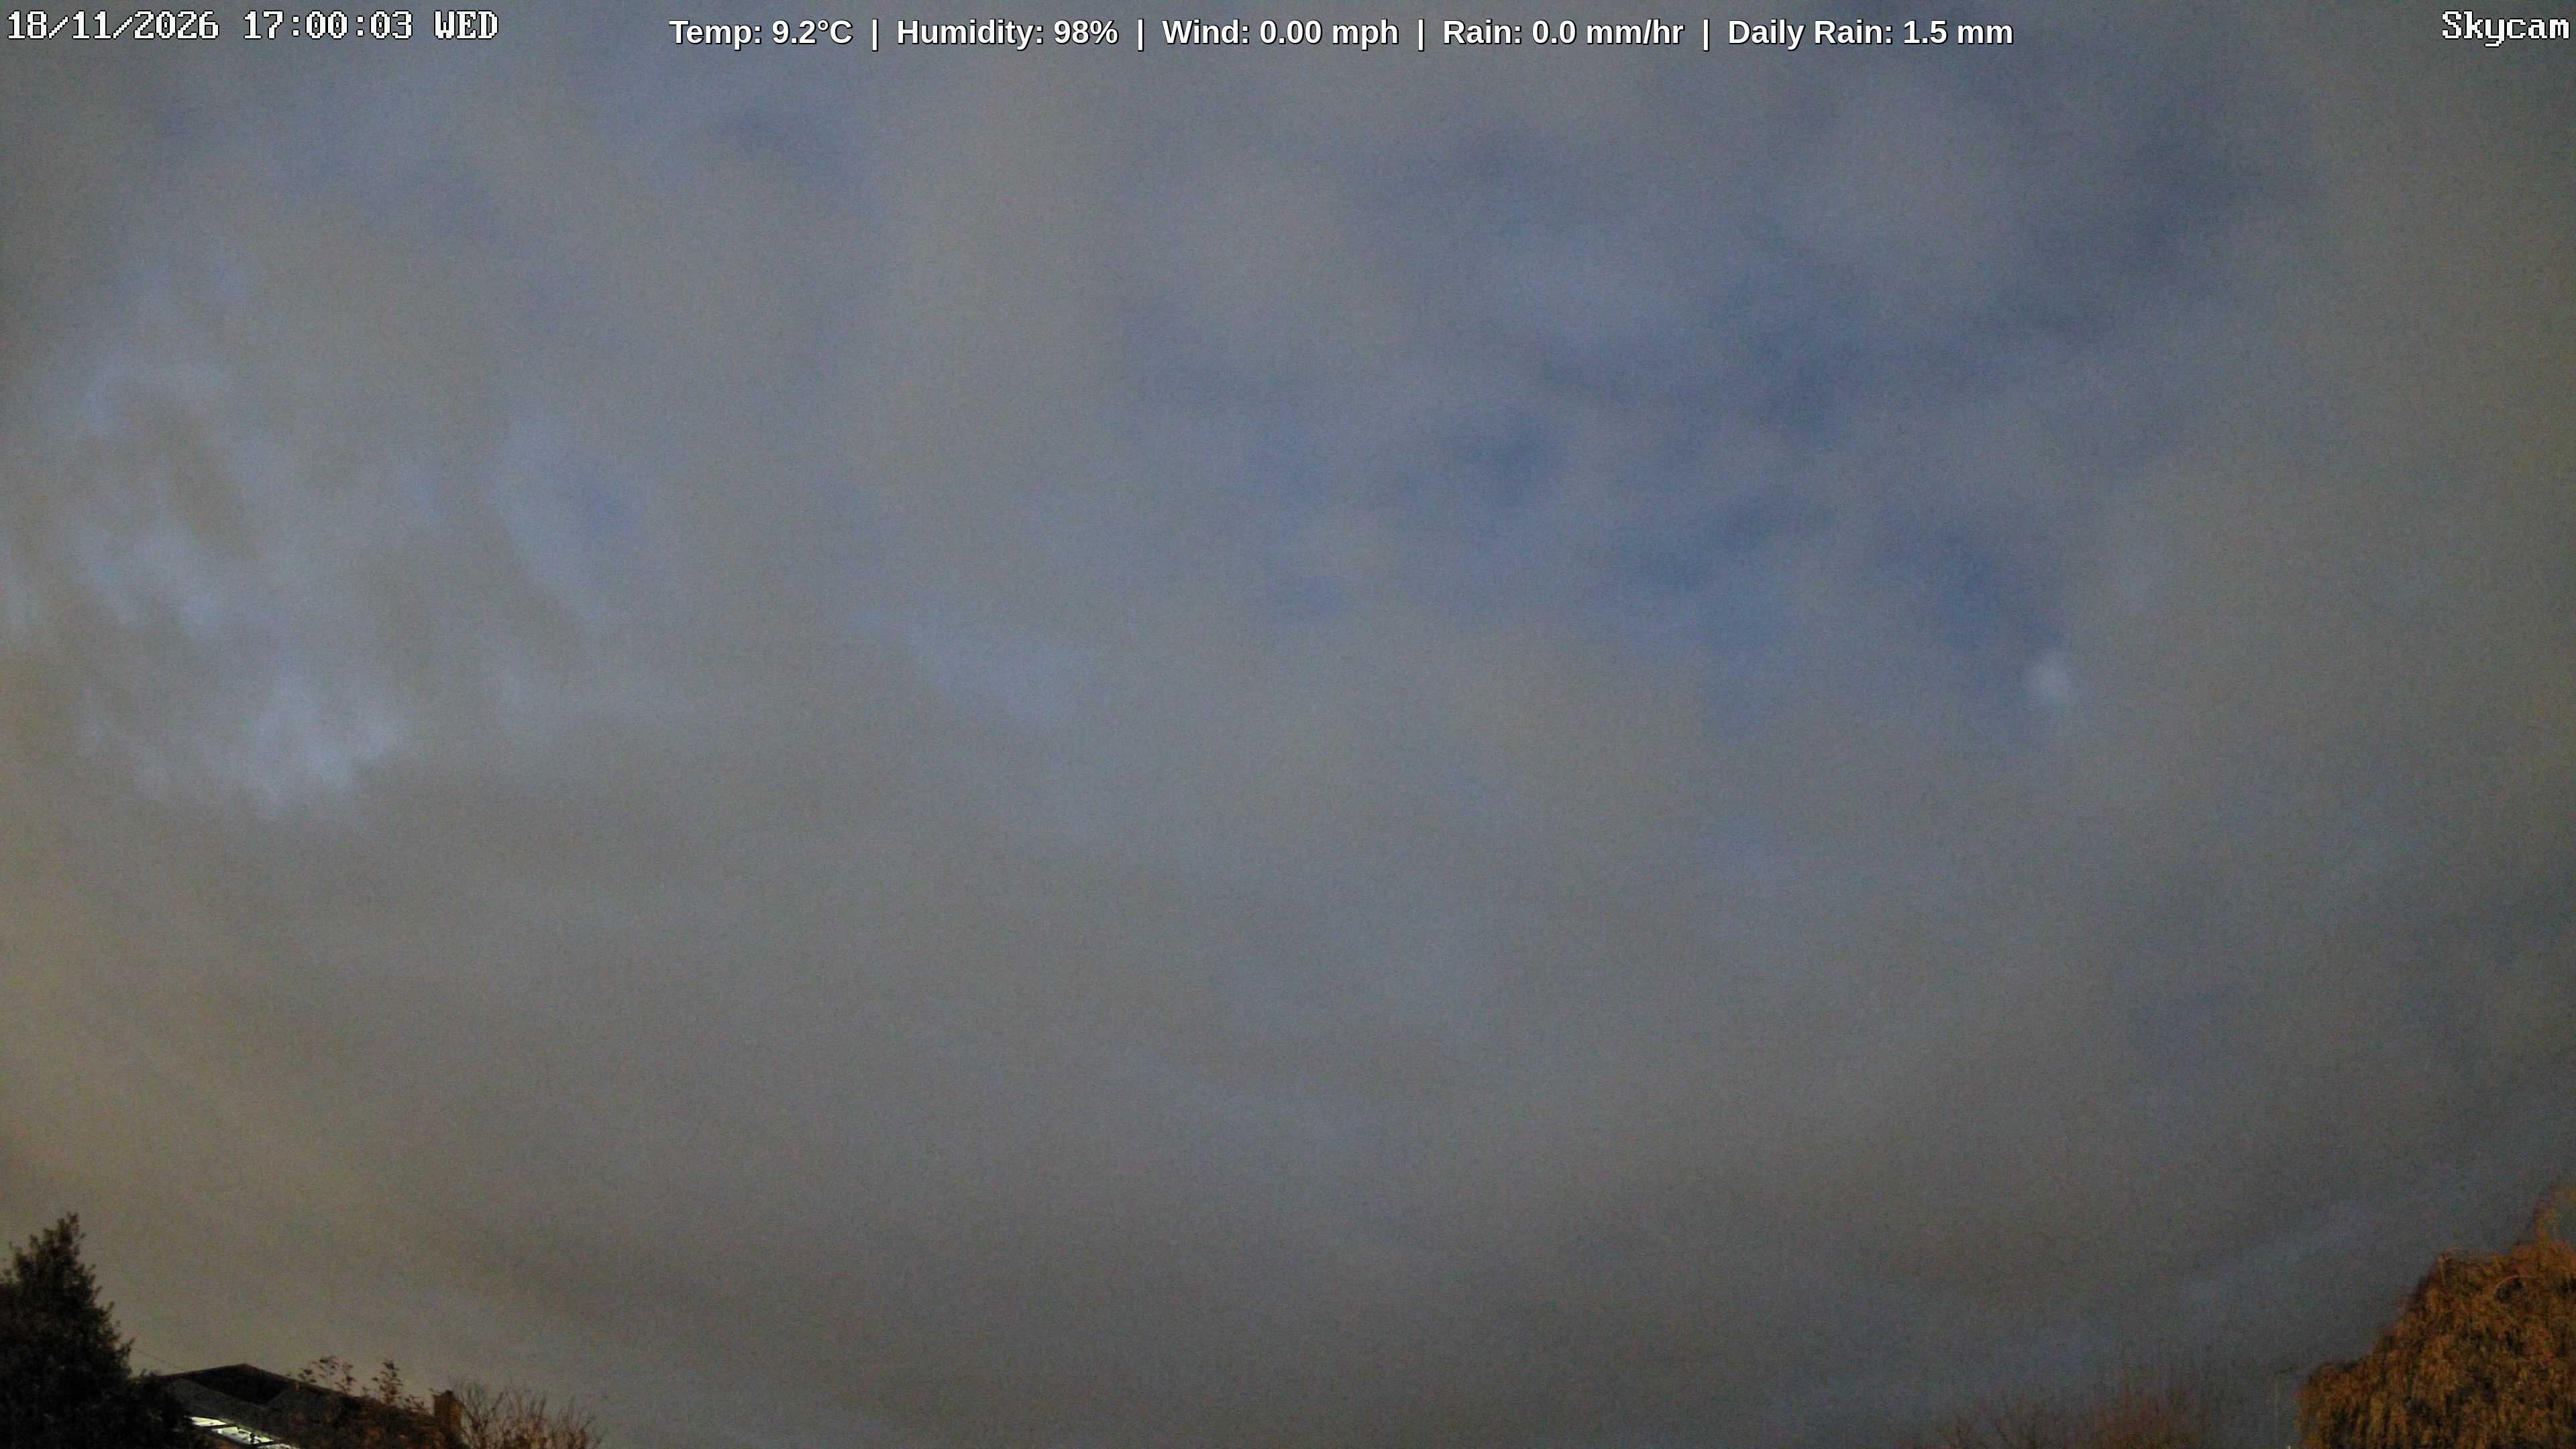 18/11/2026 17:00:03 WED
Temp: 9.2°C | Humidity: 98% | Wind: 0.00 mph | Rain: 0.0 mm/hr | Daily Rain: 1.5 mm
Skycam